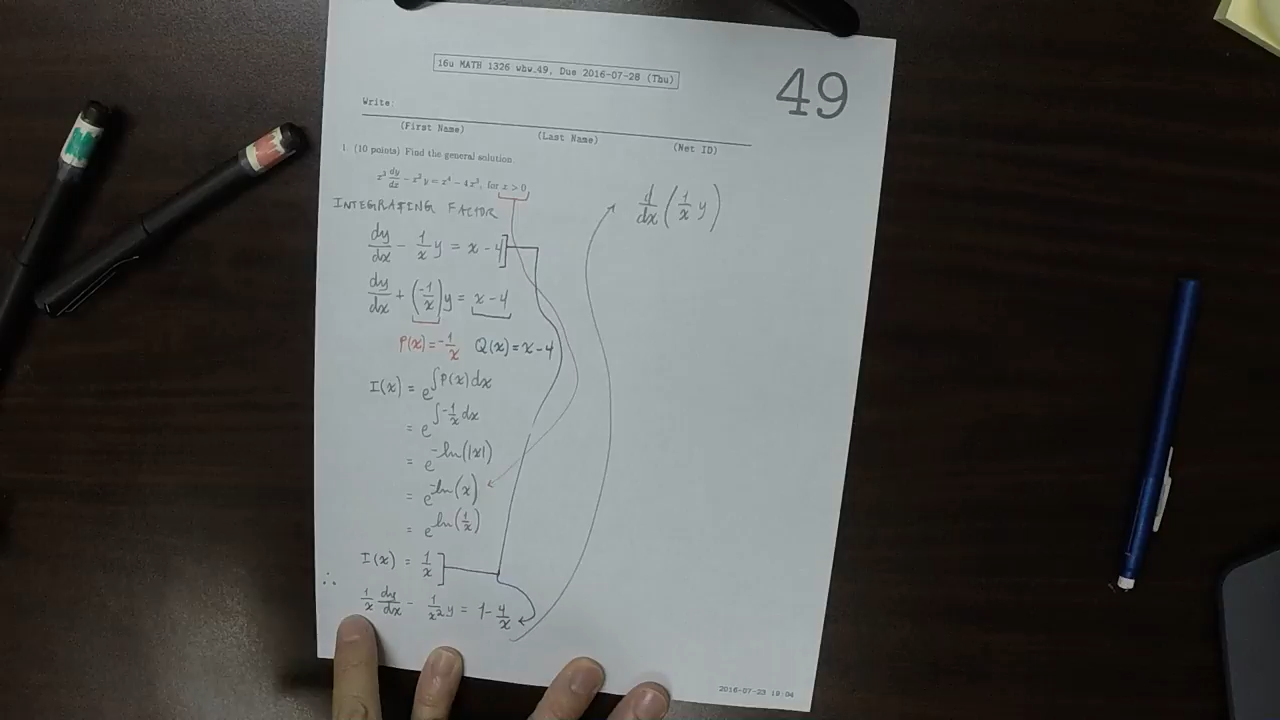 16u MATH 1326 whw_49, Due 2016-07-28 (Thu)
49
Write:
(First Name) (Last Name) (Net ID)
1. (10 points) Find the general solution.
x³ dy/dx − x² y = x⁴ − 4x³, for x > 0
INTEGRATING FACTOR
dy/dx − 1/x y = x − 4
dy/dx + (−1/x) y = x − 4
P(x) = −1/x Q(x) = x − 4
I(x) = e^∫P(x)dx
= e^∫−1/x dx
= e^−ln(|x|)
= e^−ln(x)
= e^ln(1/x)
I(x) = 1/x
∴ 1/x dy/dx − 1/x² y = 1 − 4/x
d/dx (1/x y)
2016-07-23 19:04